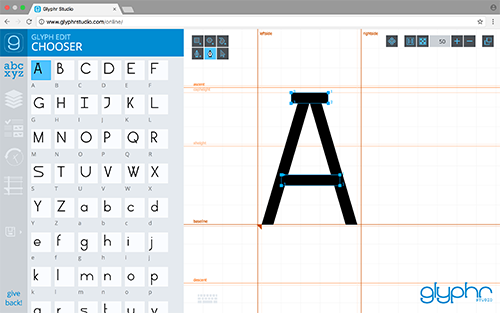 Glyphr Studio
www.glyphrstudio.com/online/
GLYPH EDIT
CHOOSER
abc
xyz
A B C D E F
A B C D E F
G H I J K L
G H I J K L
M N O P Q R
M N O P Q R
S T U V W X
S T U V W X
Y Z a b c d
Y Z a b c d
e f g h i j
e f g h i j
k l m n o p
k l m n o p
q r s t u v
give
back!
leftside
rightside
50
ascent
capheight
xheight
A
baseline
descent
glyphr
STUDIO